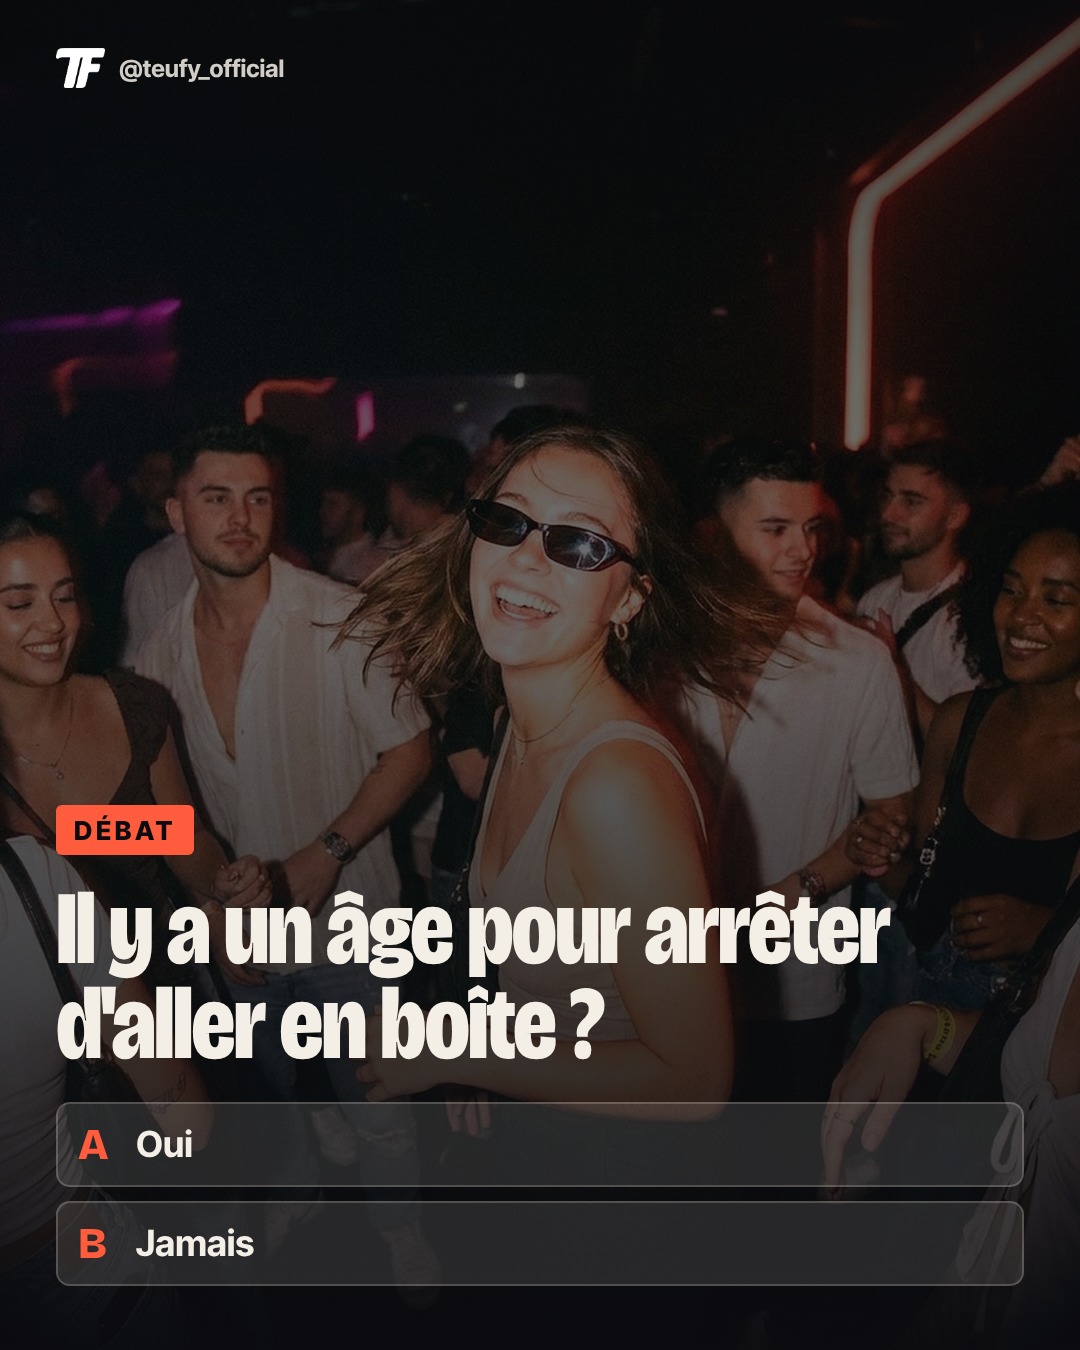 TF @teufy_official
DÉBAT
Il y a un âge pour arrêter
d'aller en boîte ?
A Oui
B Jamais